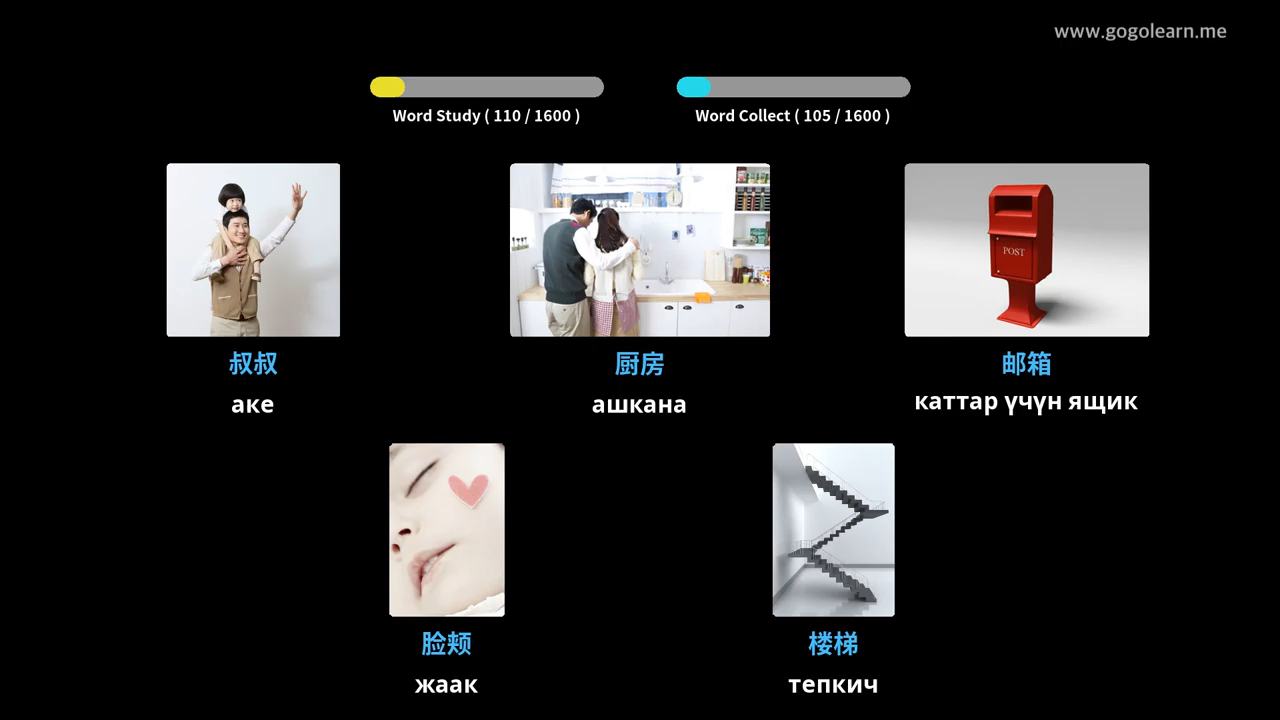 www.gogolearn.me
Word Study ( 110 / 1600 )
Word Collect ( 105 / 1600 )
POST
叔叔
厨房
邮箱
аке
ашкана
каттар үчүн ящик
脸颊
楼梯
жаак
тепкич